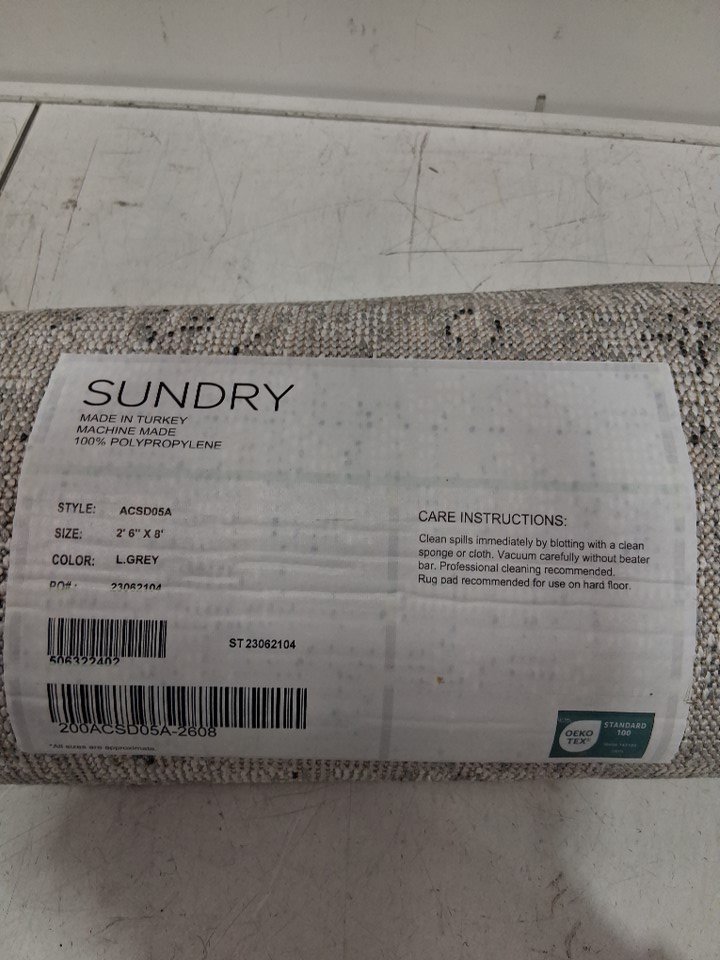 SUNDRY
MADE IN TURKEY
MACHINE MADE
100% POLYPROPYLENE
STYLE: ACSD05A
SIZE: 2' 6" X 8'
COLOR: L.GREY
PO#: 23062104
CARE INSTRUCTIONS:
Clean spills immediately by blotting with a clean
sponge or cloth. Vacuum carefully without beater
bar. Professional cleaning recommended.
Rug pad recommended for use on hard floor.
506322402
ST 23062104
200ACSD05A-2608
*All sizes are approximate.
OEKO
TEX®
STANDARD
100